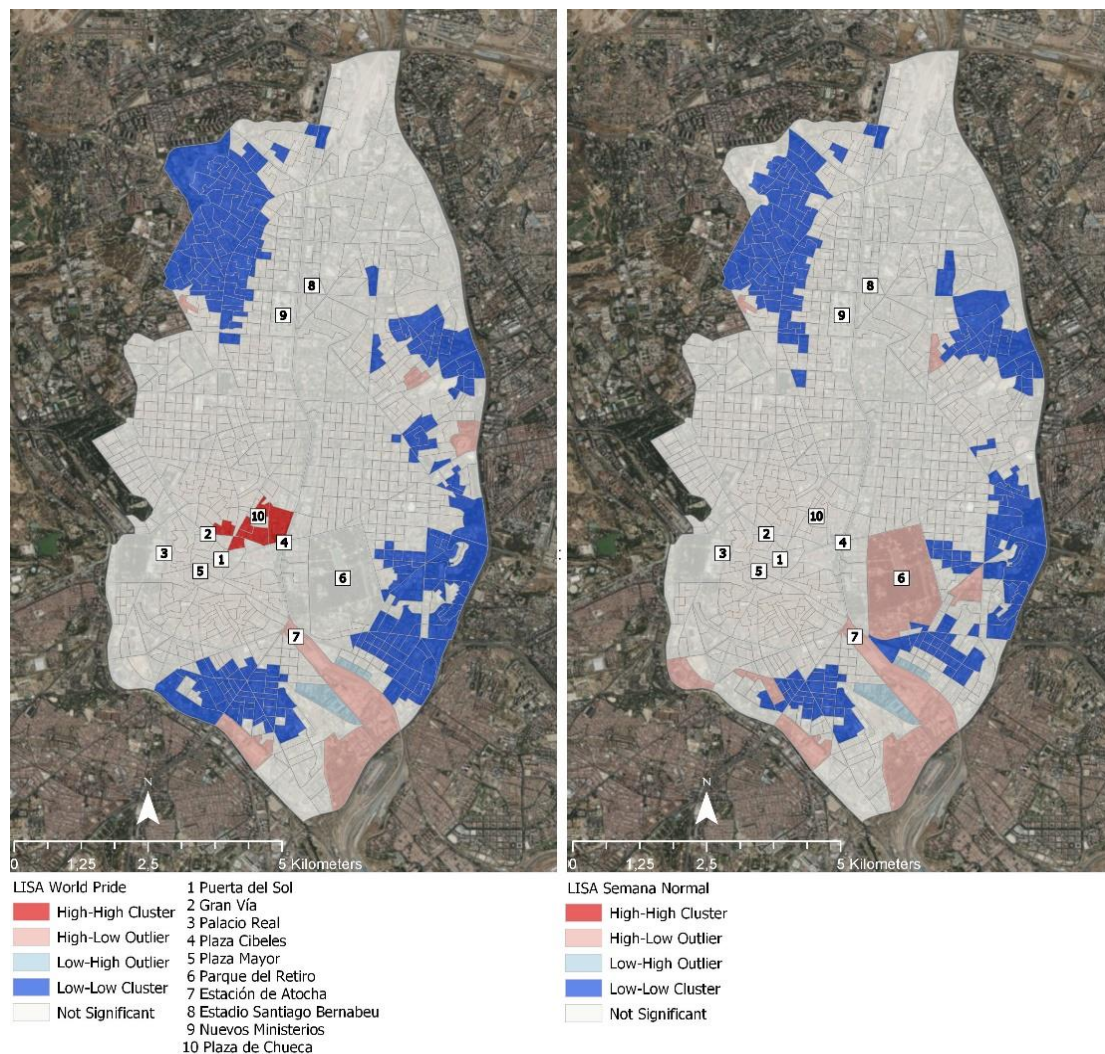 8
9
10
2
4
3
1
5
6
7
N
0 1,25 2,5 5 Kilometers
LISA World Pride
High-High Cluster
High-Low Outlier
Low-High Outlier
Low-Low Cluster
Not Significant
1 Puerta del Sol
2 Gran Vía
3 Palacio Real
4 Plaza Cibeles
5 Plaza Mayor
6 Parque del Retiro
7 Estación de Atocha
8 Estadio Santiago Bernabeu
9 Nuevos Ministerios
10 Plaza de Chueca
:
8
9
10
2
4
3
1
5
6
7
N
0 1,25 2,5 5 Kilometers
LISA Semana Normal
High-High Cluster
High-Low Outlier
Low-High Outlier
Low-Low Cluster
Not Significant